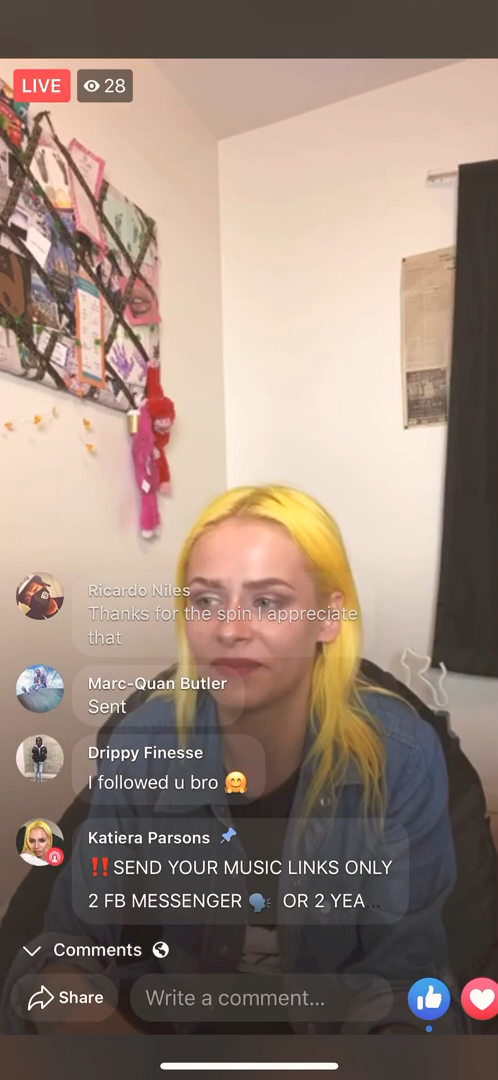 LIVE 28
Ricardo Niles
Thanks for the spin I appreciate
that
Marc-Quan Butler
Sent
Drippy Finesse
I followed u bro 🤗
Katiera Parsons 📌
‼️SEND YOUR MUSIC LINKS ONLY
2 FB MESSENGER 🗣 OR 2 YEA...
Comments
Share
Write a comment...